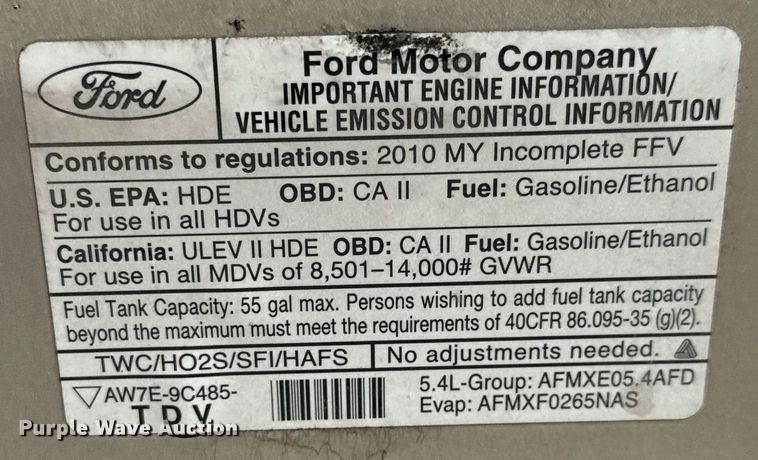 Ford
Ford Motor Company
IMPORTANT ENGINE INFORMATION/
VEHICLE EMISSION CONTROL INFORMATION
Conforms to regulations: 2010 MY Incomplete FFV
U.S. EPA: HDE OBD: CA II Fuel: Gasoline/Ethanol
For use in all HDVs
California: ULEV II HDE OBD: CA II Fuel: Gasoline/Ethanol
For use in all MDVs of 8,501–14,000# GVWR
Fuel Tank Capacity: 55 gal max. Persons wishing to add fuel tank capacity
beyond the maximum must meet the requirements of 40CFR 86.095-35 (g)(2).
TWC/HO2S/SFI/HAFS No adjustments needed.
AW7E-9C485-
TDV
5.4L-Group: AFMXE05.4AFD
Evap: AFMXF0265NAS
Purple Wave Auction